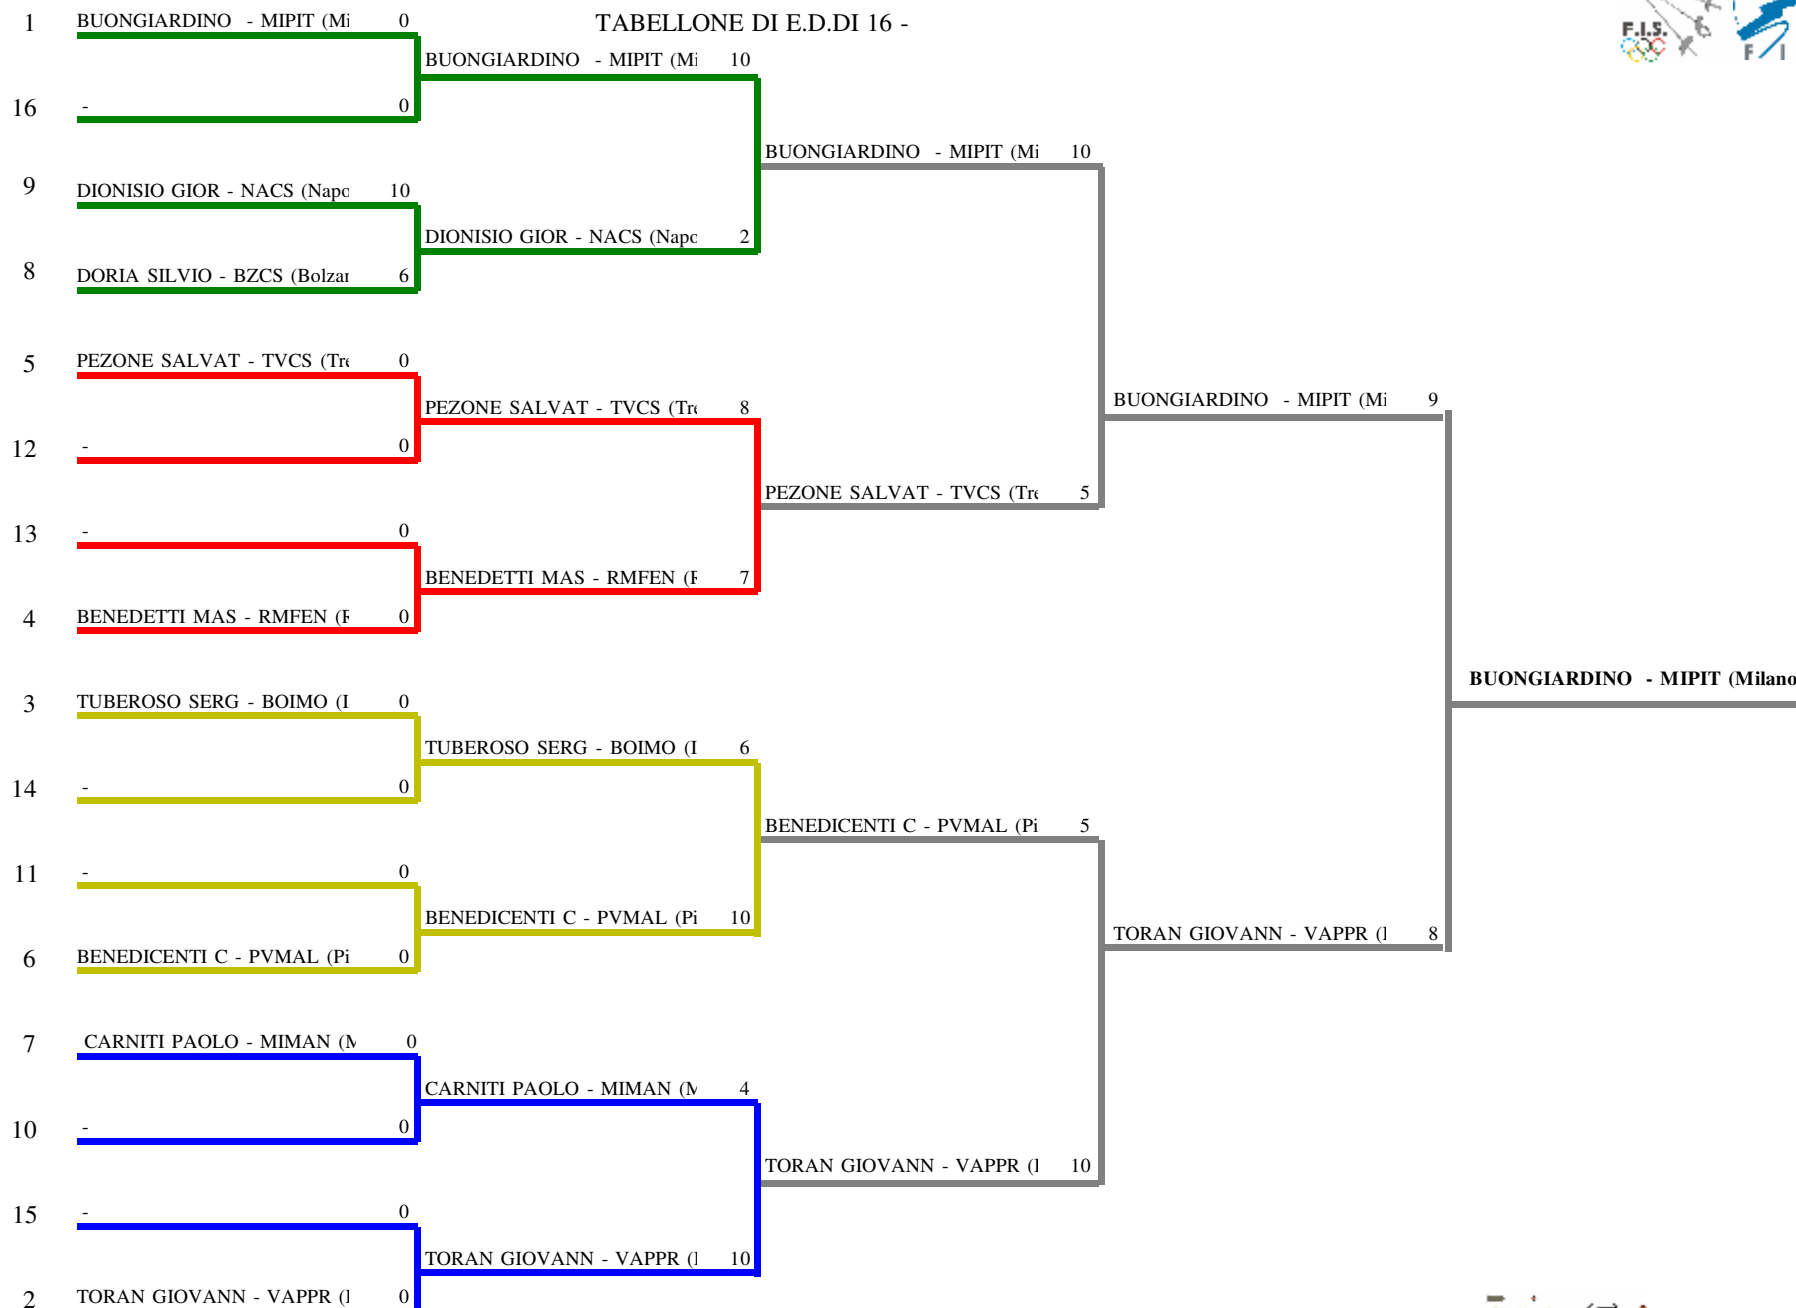 TABELLONE DI E.D.DI 16 -
F.I.S.
F I
1 BUONGIARDINO - MIPIT (Mi 0
16 - 0
9 DIONISIO GIOR - NACS (Napo 10
8 DORIA SILVIO - BZCS (Bolzan 6
5 PEZONE SALVAT - TVCS (Tre 0
12 - 0
13 - 0
4 BENEDETTI MAS - RMFEN (R 0
3 TUBEROSO SERG - BOIMO ( 0
14 - 0
11 - 0
6 BENEDICENTI C - PVMAL (Pi 0
7 CARNITI PAOLO - MIMAN (M 0
10 - 0
15 - 0
2 TORAN GIOVANN - VAPPR ( 0
BUONGIARDINO - MIPIT (Mi 10
DIONISIO GIOR - NACS (Napo 2
PEZONE SALVAT - TVCS (Tre 8
BENEDETTI MAS - RMFEN (R 7
TUBEROSO SERG - BOIMO ( 6
BENEDICENTI C - PVMAL (Pi 10
CARNITI PAOLO - MIMAN (M 4
TORAN GIOVANN - VAPPR ( 10
BUONGIARDINO - MIPIT (Mi 10
PEZONE SALVAT - TVCS (Tre 5
BENEDICENTI C - PVMAL (Pi 5
TORAN GIOVANN - VAPPR ( 10
BUONGIARDINO - MIPIT (Mi 9
TORAN GIOVANN - VAPPR ( 8
BUONGIARDINO - MIPIT (Milano